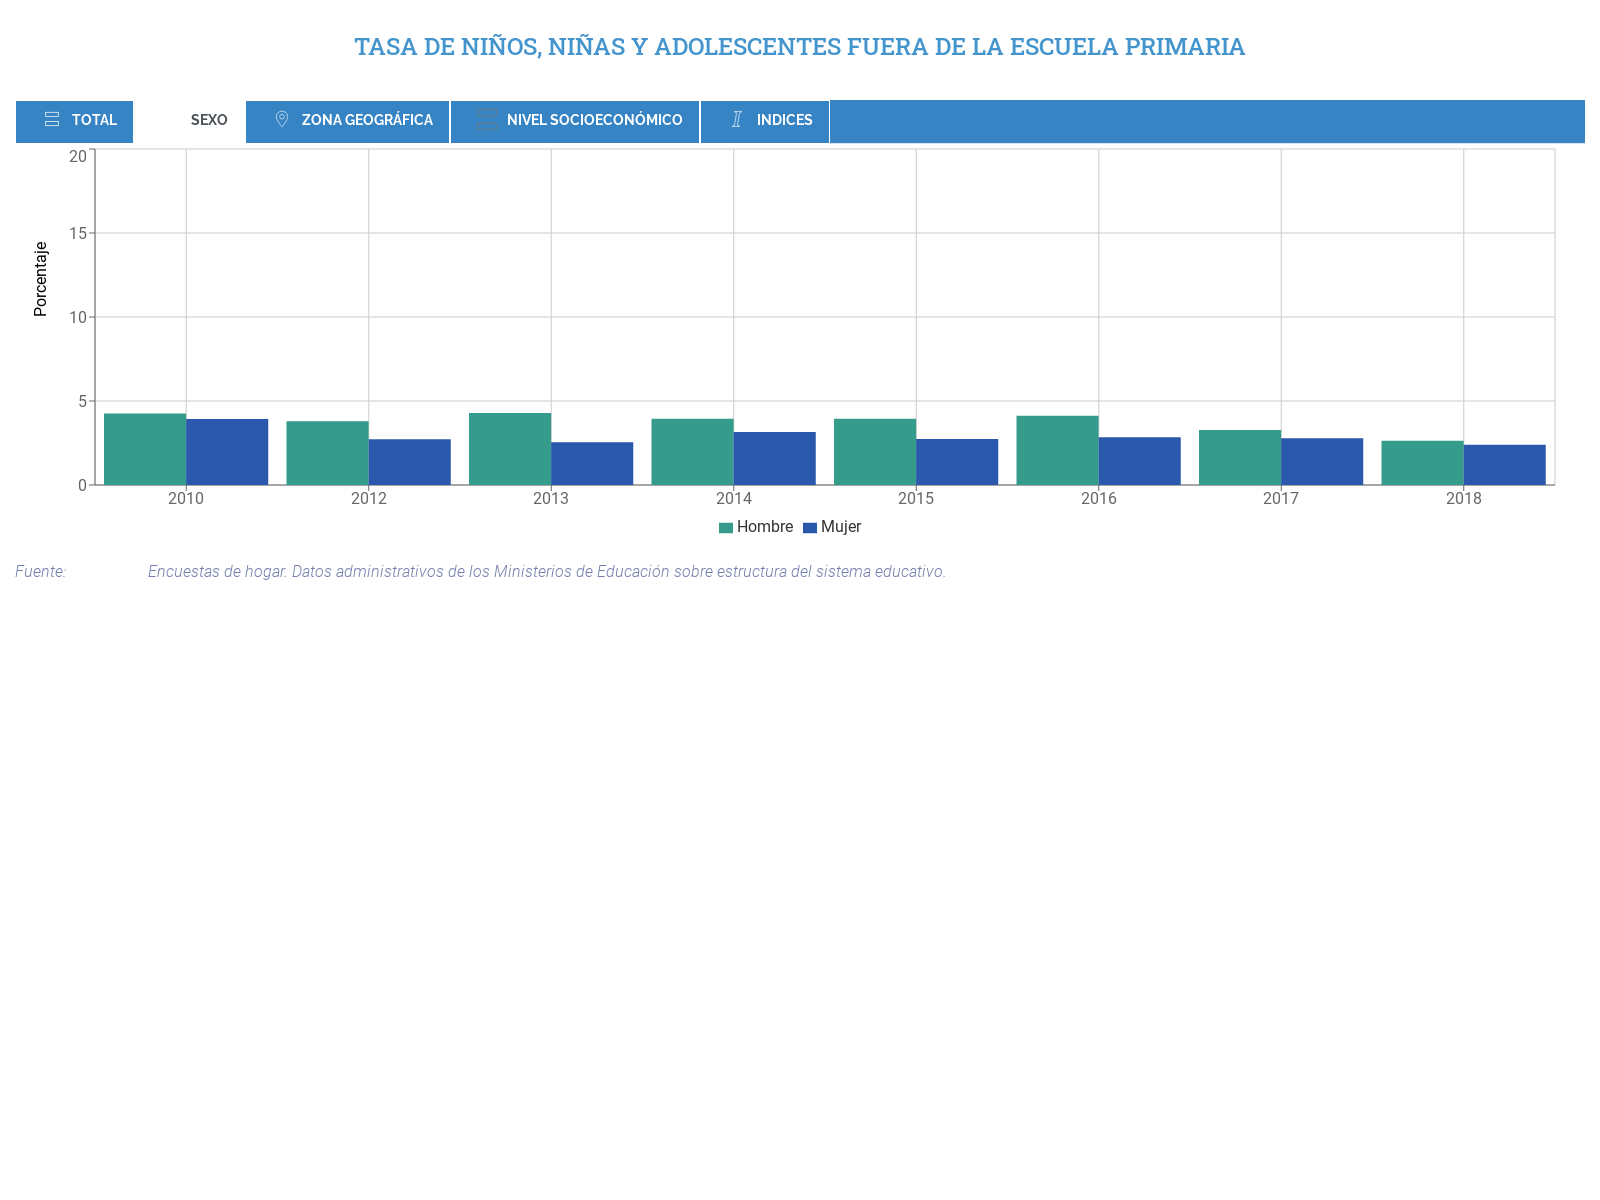 TASA DE NIÑOS, NIÑAS Y ADOLESCENTES FUERA DE LA ESCUELA PRIMARIA
TOTAL SEXO ZONA GEOGRÁFICA NIVEL SOCIOECONÓMICO INDICES
20
15
Porcentaje
10
5
0
2010 2012 2013 2014 2015 2016 2017 2018
Hombre Mujer
Fuente: Encuestas de hogar. Datos administrativos de los Ministerios de Educación sobre estructura del sistema educativo.